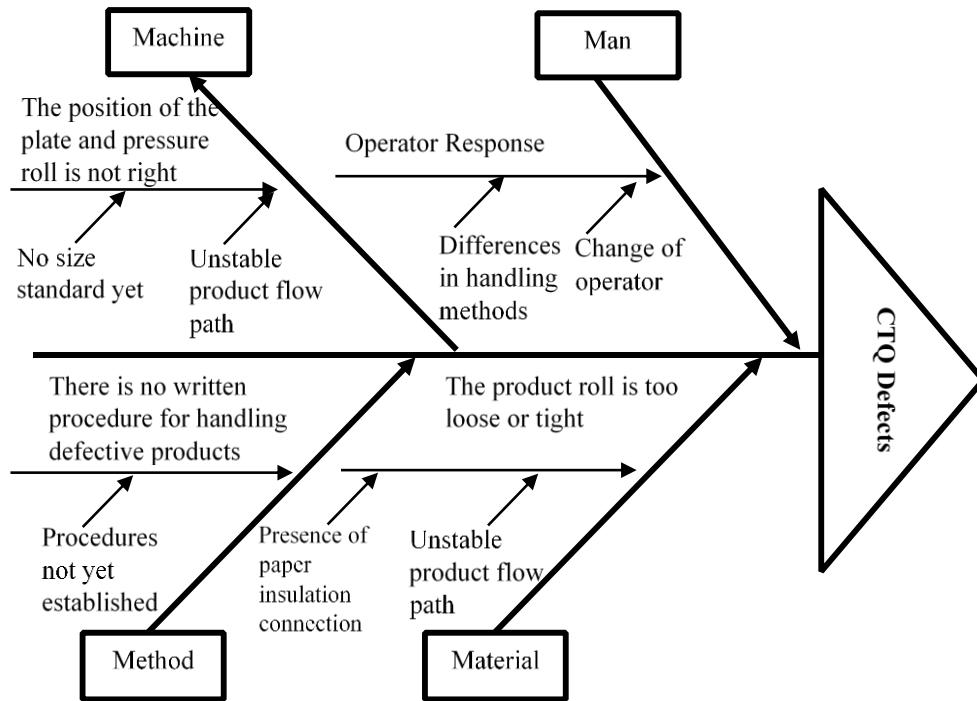 Machine
Man
The position of the
plate and pressure
roll is not right
Operator Response
No size
standard yet
Unstable
product flow
path
Differences
in handling
methods
Change of
operator
CTQ Defects
There is no written
procedure for handling
defective products
The product roll is too
loose or tight
Procedures
not yet
established
Presence of
paper
insulation
connection
Unstable
product flow
path
Method
Material